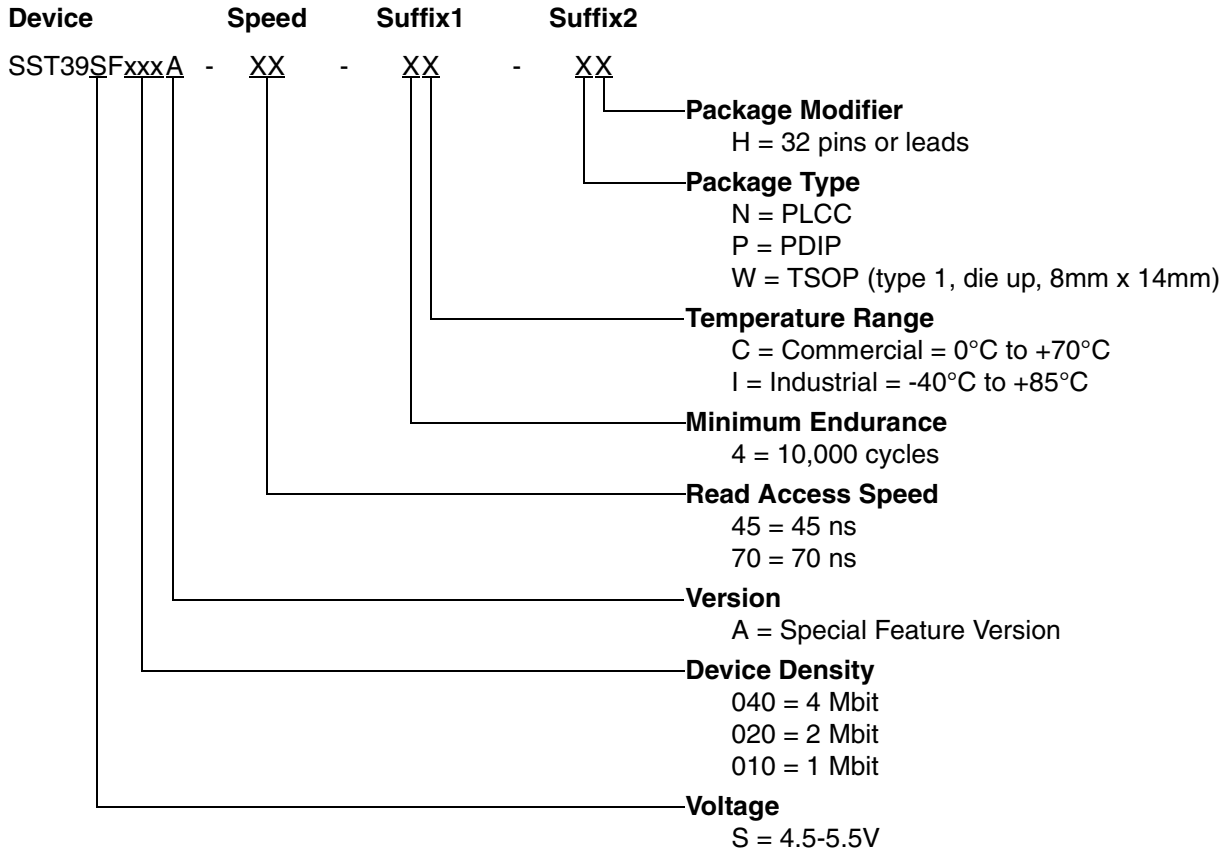 Device Speed Suffix1 Suffix2
SST39SFxxxA - XX - XX - XX
Package Modifier
H = 32 pins or leads
Package Type
N = PLCC
P = PDIP
W = TSOP (type 1, die up, 8mm x 14mm)
Temperature Range
C = Commercial = 0°C to +70°C
I = Industrial = -40°C to +85°C
Minimum Endurance
4 = 10,000 cycles
Read Access Speed
45 = 45 ns
70 = 70 ns
Version
A = Special Feature Version
Device Density
040 = 4 Mbit
020 = 2 Mbit
010 = 1 Mbit
Voltage
S = 4.5-5.5V